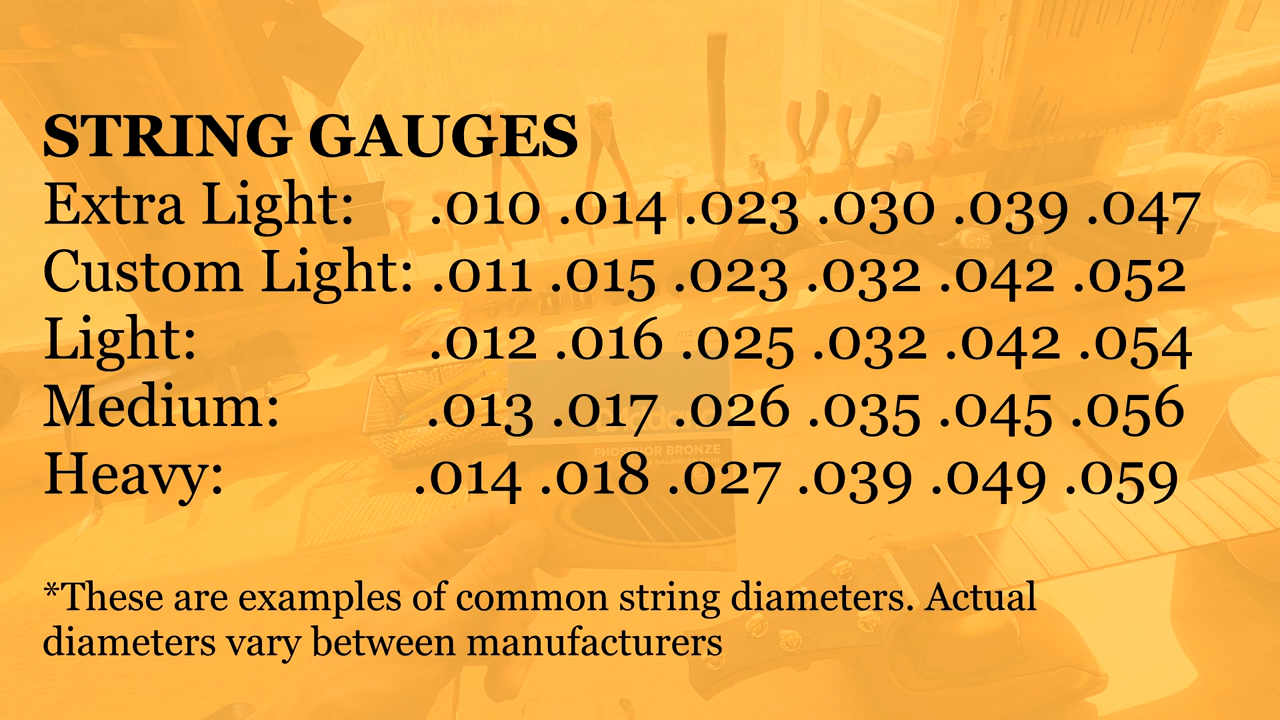 STRING GAUGES
Extra Light: .010 .014 .023 .030 .039 .047
Custom Light: .011 .015 .023 .032 .042 .052
Light: .012 .016 .025 .032 .042 .054
Medium: .013 .017 .026 .035 .045 .056
Heavy: .014 .018 .027 .039 .049 .059
PHOSPHOR BRONZE
*These are examples of common string diameters. Actual
diameters vary between manufacturers